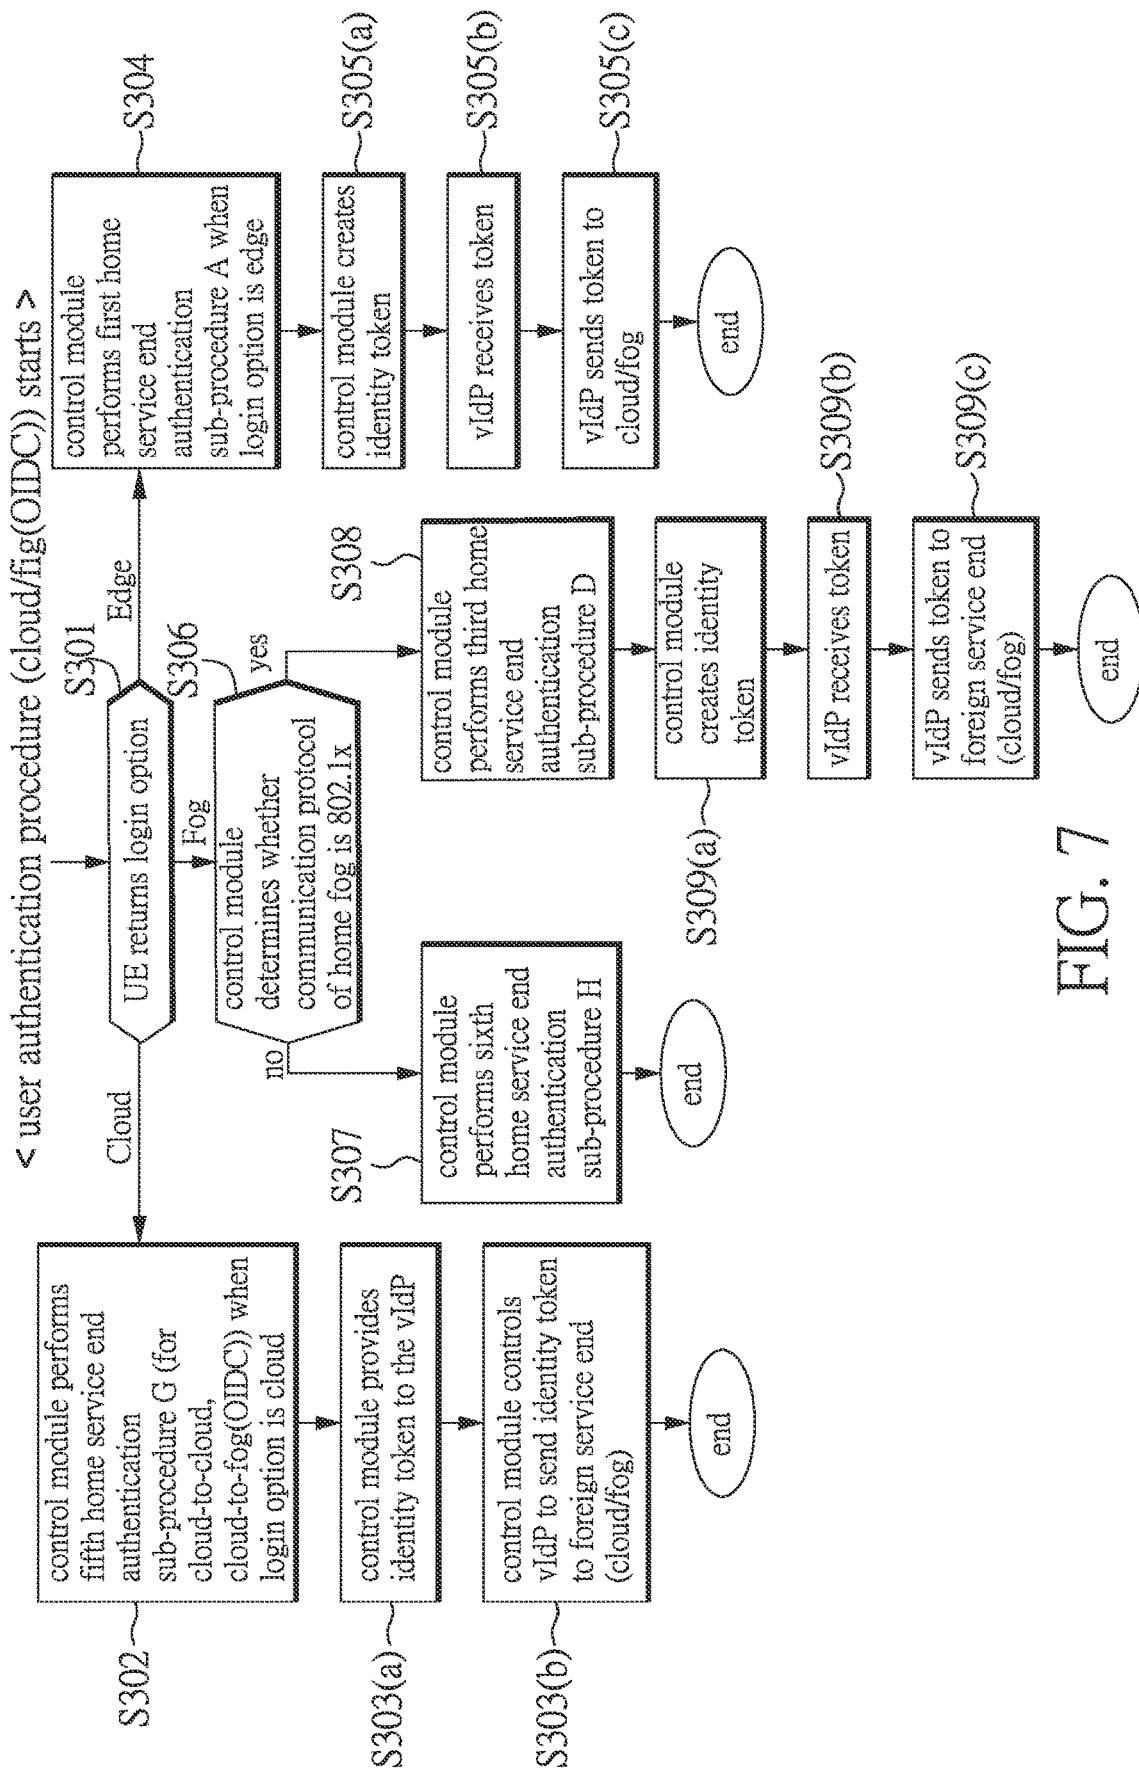 < user authentication procedure (cloud/fig(OIDC)) starts >
S301
UE returns login option
Cloud
Fog
Edge
S302
control module performs
fifth home service end
authentication
sub-procedure G (for
cloud-to-cloud,
cloud-to-fog(OIDC)) when
login option is cloud
S303(a)
control module provides
identity token to the vIdP
S303(b)
control module controls
vIdP to send identity token
to foreign service end
(cloud/fog)
end
S306
control module
determines whether
communication protocol
of home fog is 802.1x
no
yes
S307
control module
performs sixth
home service end
authentication
sub-procedure H
end
S308
control module
performs third home
service end
authentication
sub-procedure D
S309(a)
control module
creates identity
token
S309(b)
vIdP receives token
S309(c)
vIdP sends token to
foreign service end
(cloud/fog)
end
S304
control module
performs first home
service end
authentication
sub-procedure A when
login option is edge
S305(a)
control module creates
identity token
S305(b)
vIdP receives token
S305(c)
vIdP sends token to
cloud/fog
end
FIG. 7